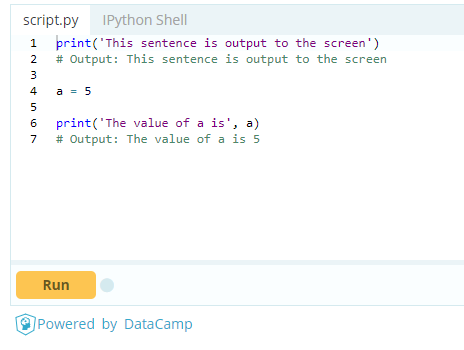 script.py IPython Shell
1 print('This sentence is output to the screen')
2 # Output: This sentence is output to the screen
3
4 a = 5
5
6 print('The value of a is', a)
7 # Output: The value of a is 5
Run
Powered by DataCamp